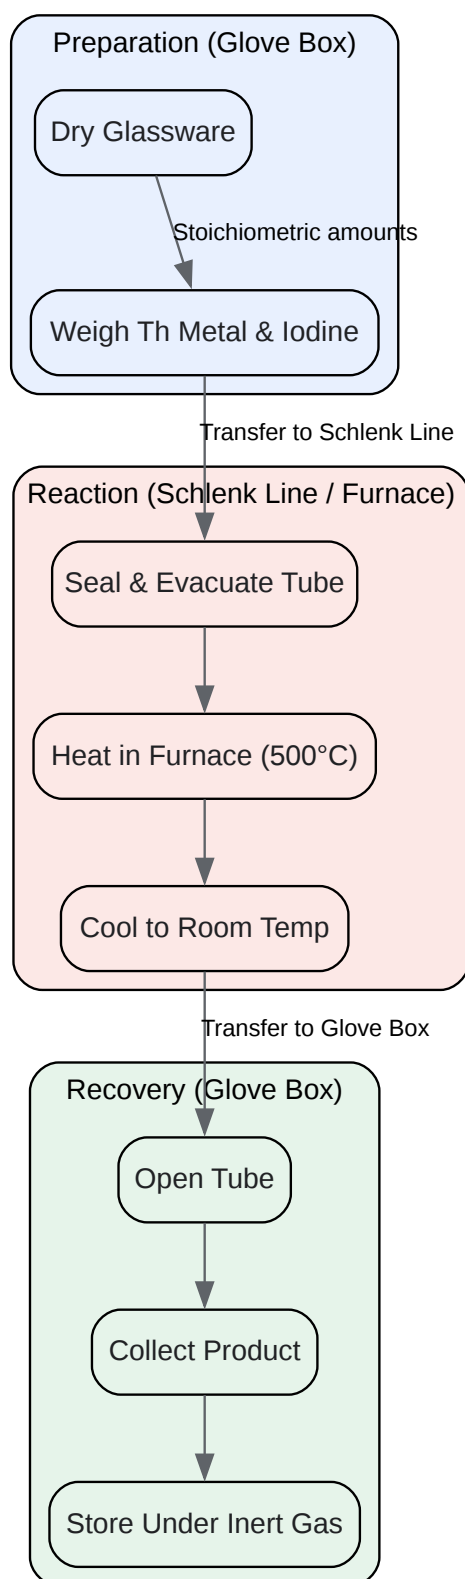 Preparation (Glove Box)
Dry Glassware
Stoichiometric amounts
Weigh Th Metal & Iodine
Transfer to Schlenk Line
Reaction (Schlenk Line / Furnace)
Seal & Evacuate Tube
Heat in Furnace (500°C)
Cool to Room Temp
Transfer to Glove Box
Recovery (Glove Box)
Open Tube
Collect Product
Store Under Inert Gas